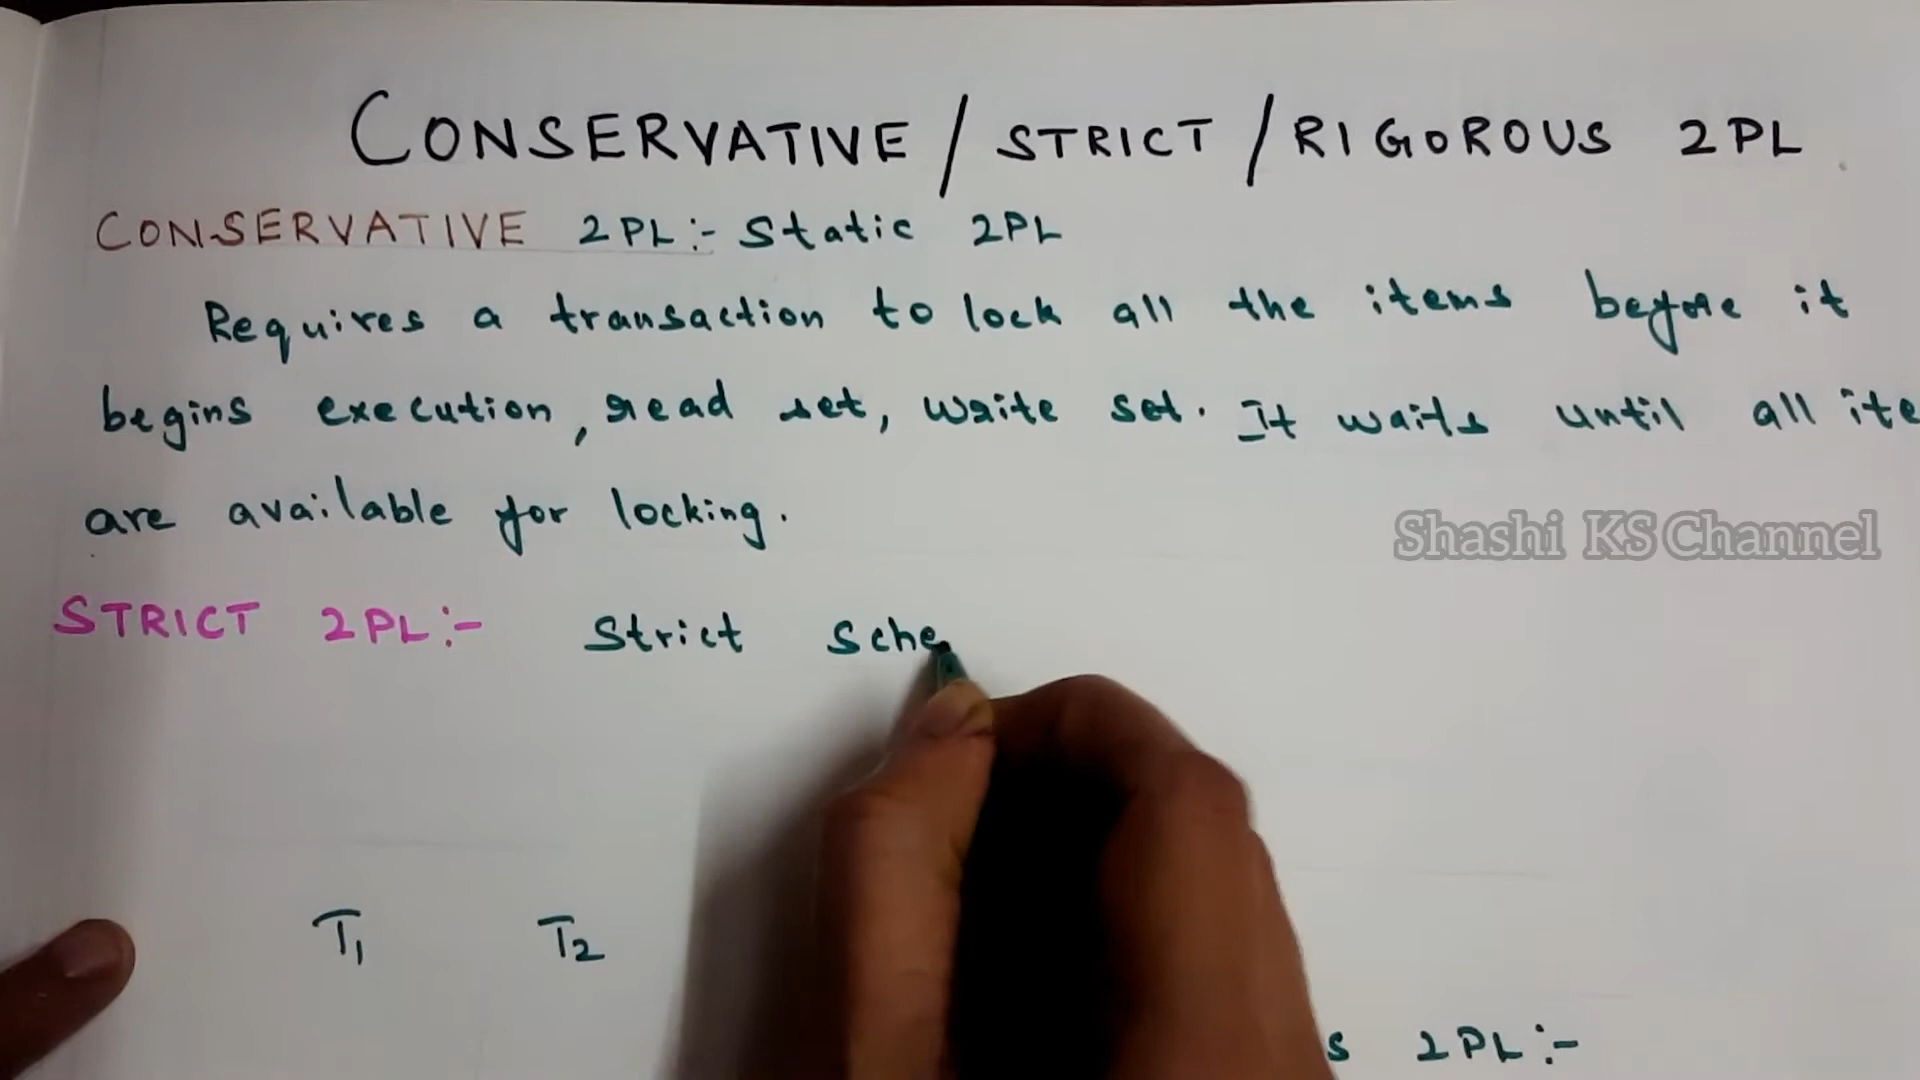 CONSERVATIVE / STRICT / RIGOROUS 2PL
CONSERVATIVE 2PL:- Static 2PL
Requires a transaction to lock all the items before it
begins execution, read set, write set. It waits until all ite
are available for locking.
Shashi KS Channel
STRICT 2PL:- Strict Sche
T1 T2
s 2PL:-